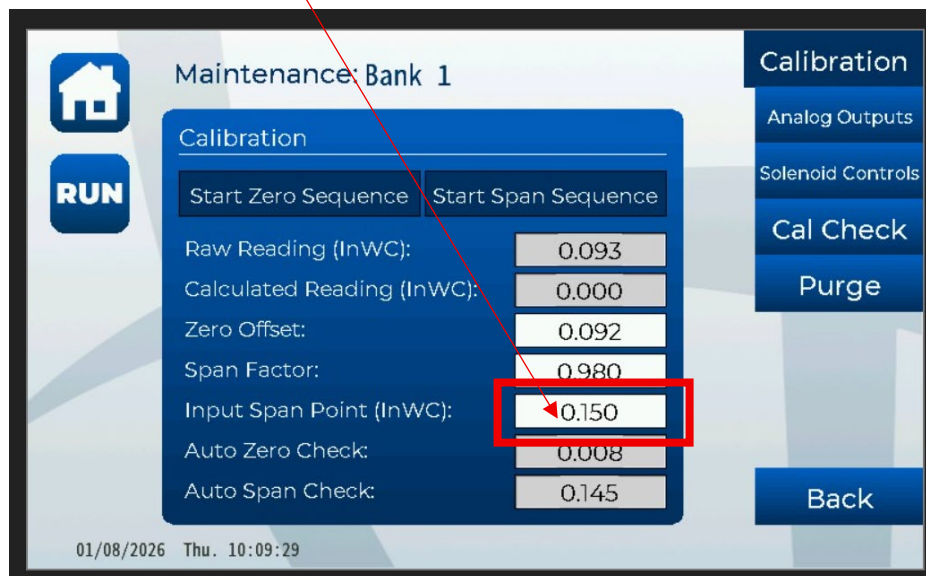 Maintenance: Bank 1
Calibration
RUN
Start Zero Sequence Start Span Sequence
Raw Reading (InWC): 0.093
Calculated Reading (InWC): 0.000
Zero Offset: 0.092
Span Factor: 0.980
Input Span Point (InWC): 0.150
Auto Zero Check: 0.008
Auto Span Check: 0.145
01/08/2026 Thu. 10:09:29
Calibration
Analog Outputs
Solenoid Controls
Cal Check
Purge
Back